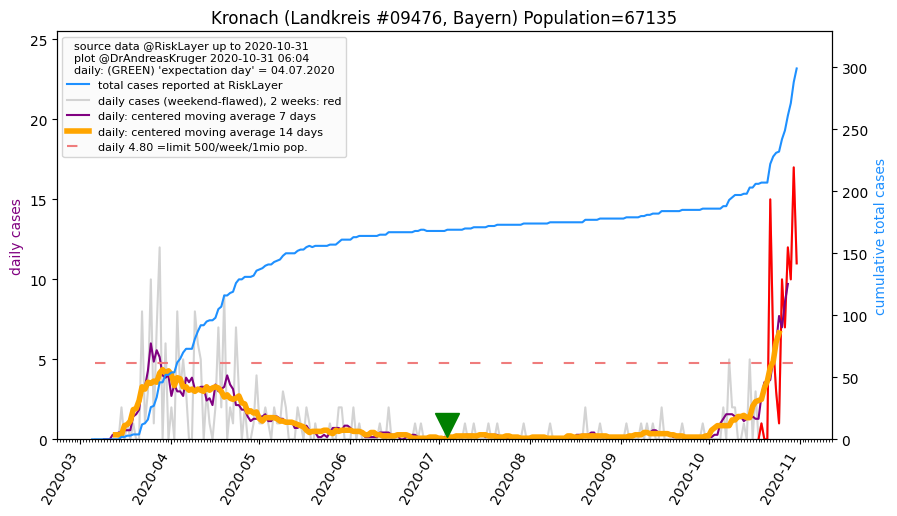 Kronach (Landkreis #09476, Bayern) Population=67135
source data @RiskLayer up to 2020-10-31
plot @DrAndreasKruger 2020-10-31 06:04
daily: (GREEN) 'expectation day' = 04.07.2020
total cases reported at RiskLayer
daily cases (weekend-flawed), 2 weeks: red
daily: centered moving average 7 days
daily: centered moving average 14 days
daily 4.80 =limit 500/week/1mio pop.
daily cases
25
20
15
10
5
0
cumulative total cases
300
250
200
150
100
50
0
2020-03
2020-04
2020-05
2020-06
2020-07
2020-08
2020-09
2020-10
2020-11